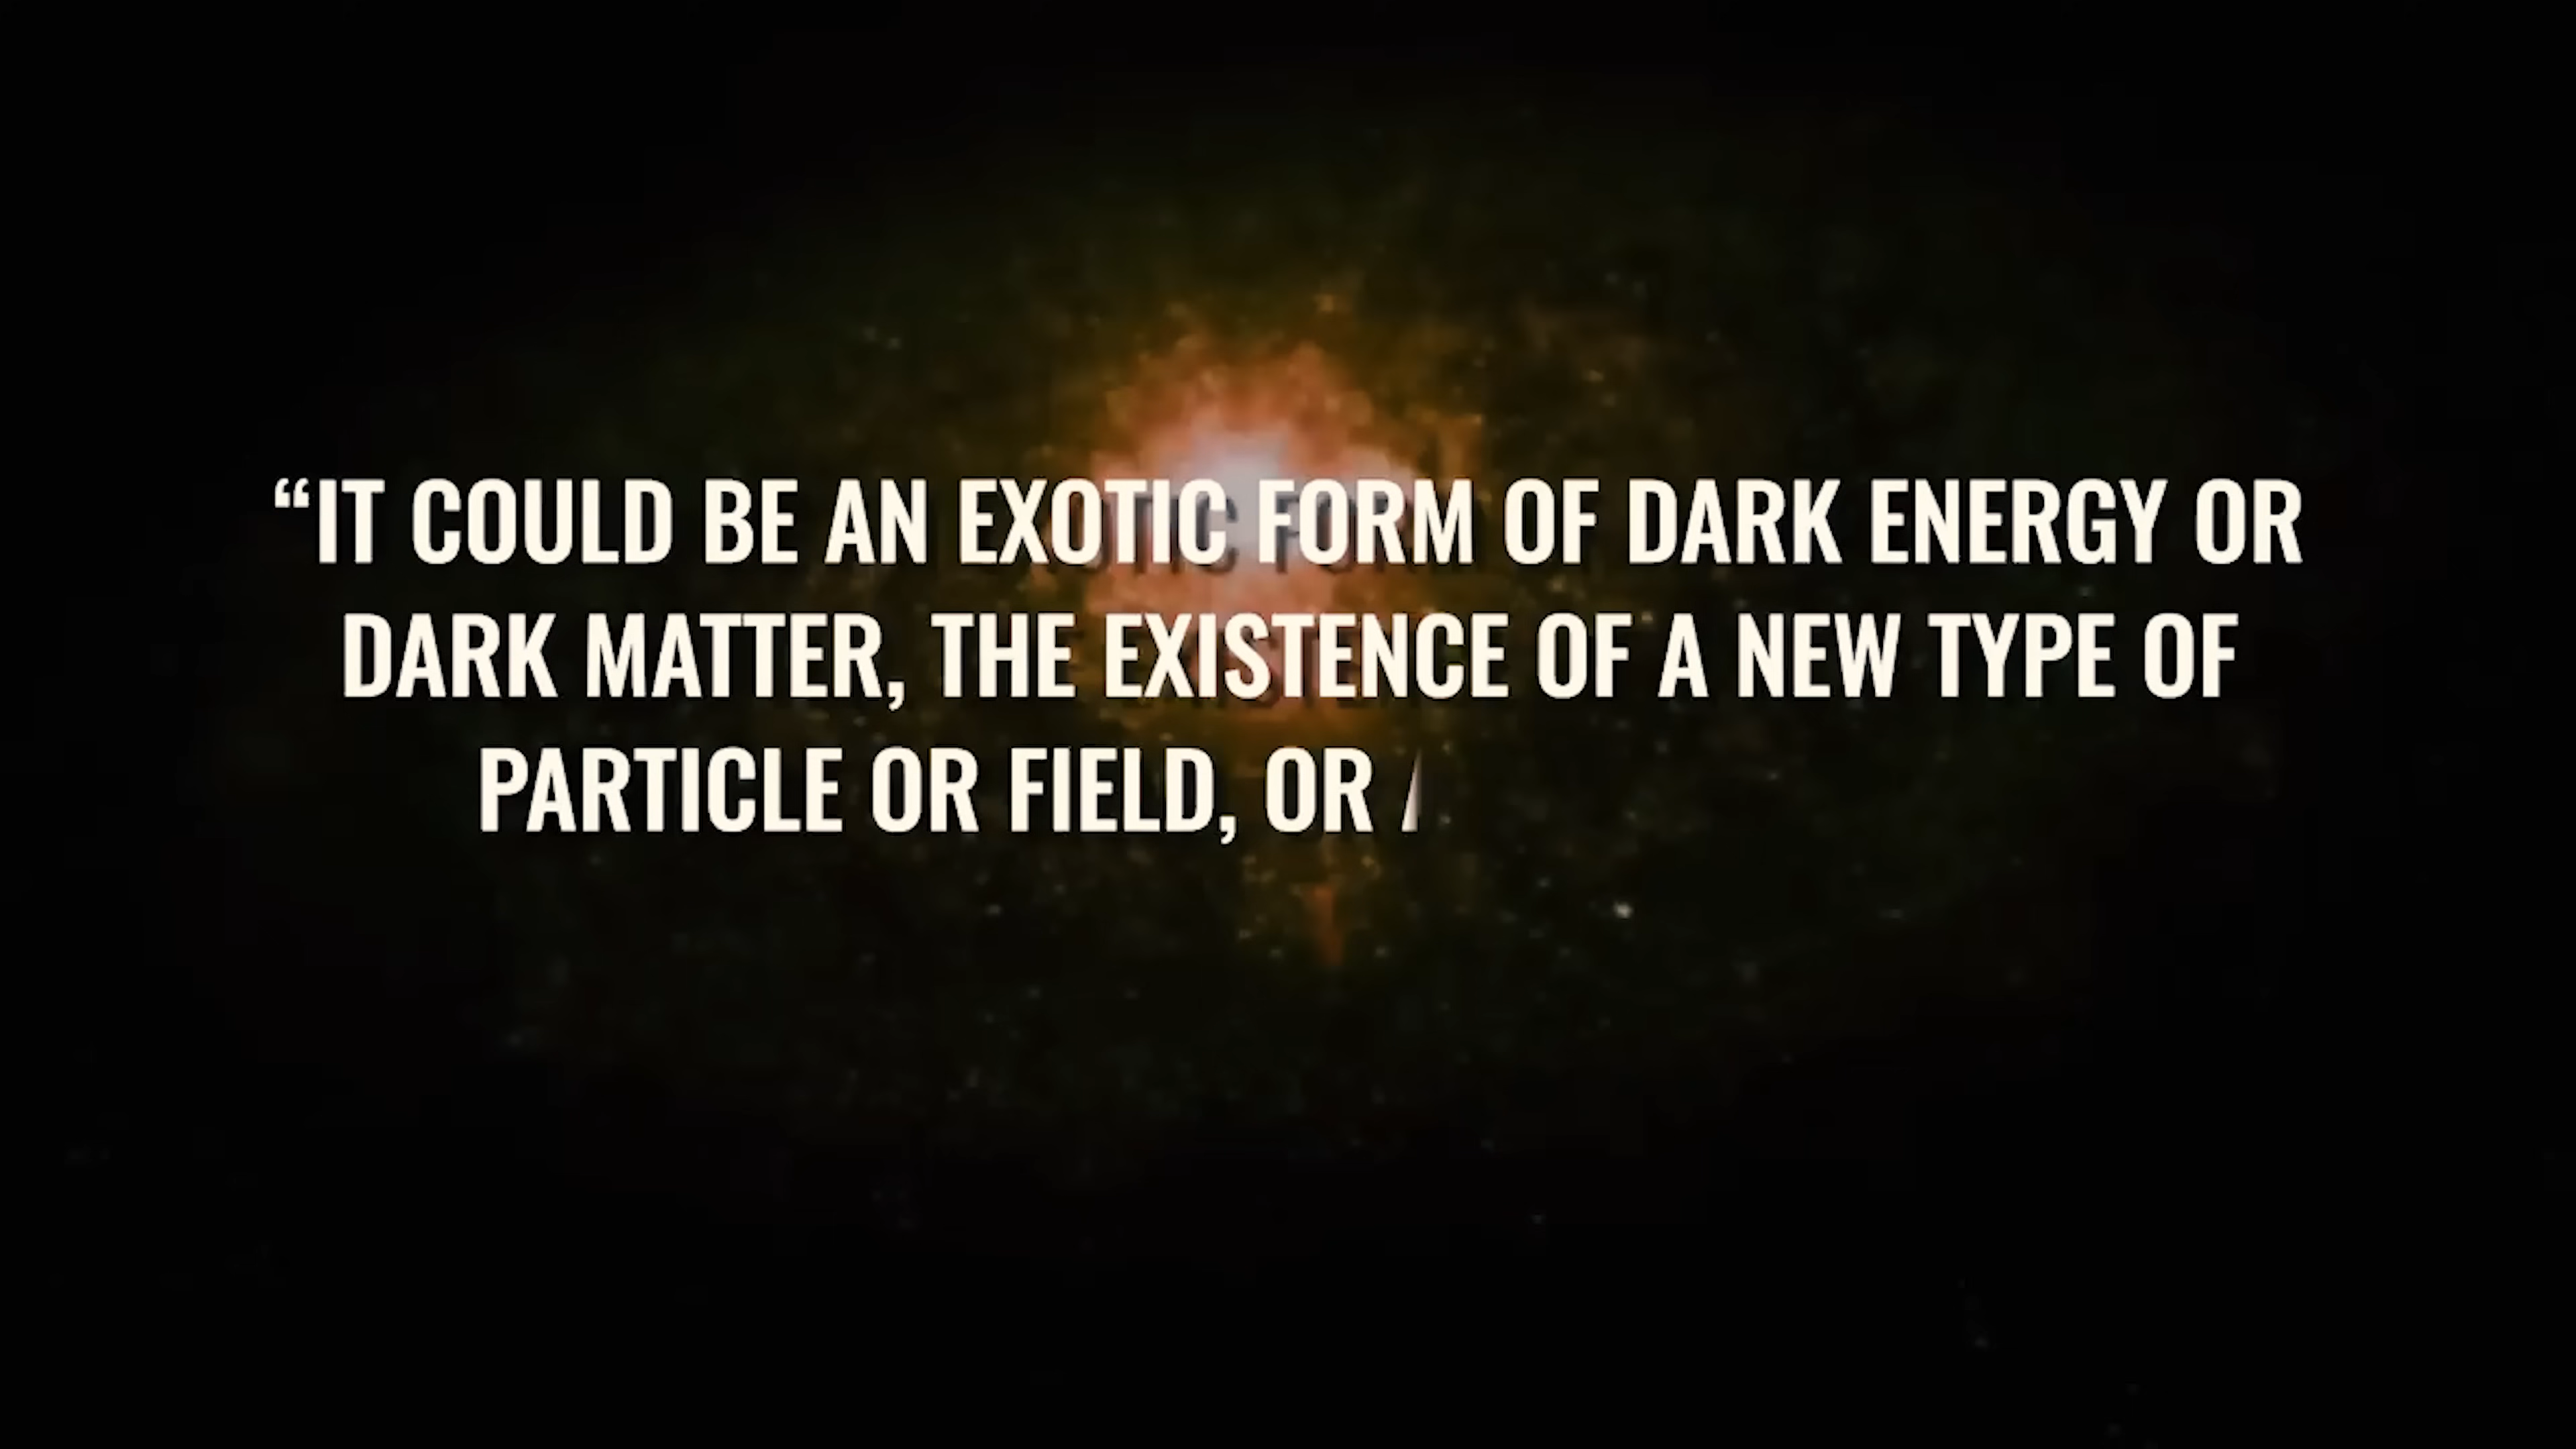 “IT COULD BE AN EXOTIC FORM OF DARK ENERGY OR
DARK MATTER, THE EXISTENCE OF A NEW TYPE OF
PARTICLE OR FIELD, OR